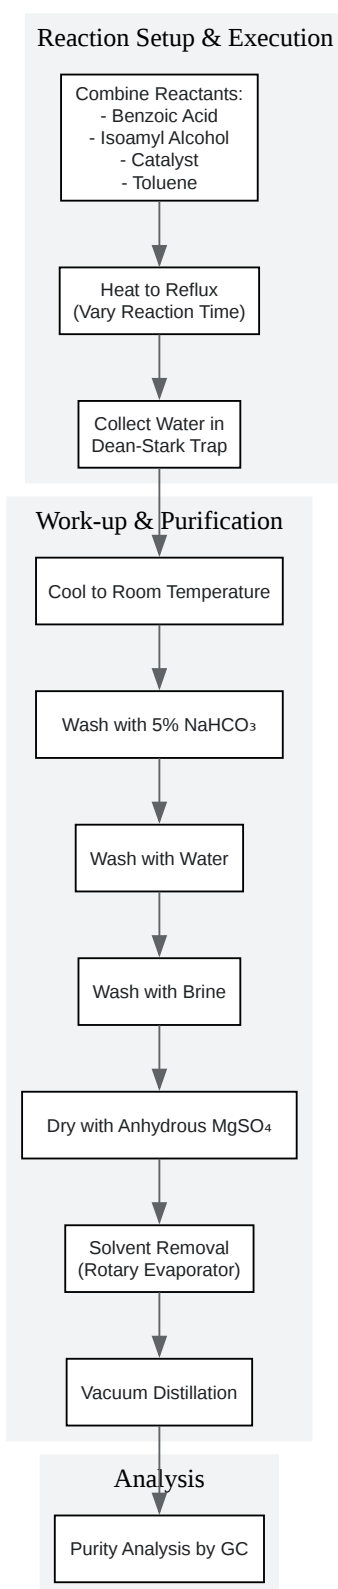 Reaction Setup & Execution
Combine Reactants:
- Benzoic Acid
- Isoamyl Alcohol
- Catalyst
- Toluene
Heat to Reflux
(Vary Reaction Time)
Collect Water in
Dean-Stark Trap
Work-up & Purification
Cool to Room Temperature
Wash with 5% NaHCO₃
Wash with Water
Wash with Brine
Dry with Anhydrous MgSO₄
Solvent Removal
(Rotary Evaporator)
Vacuum Distillation
Analysis
Purity Analysis by GC